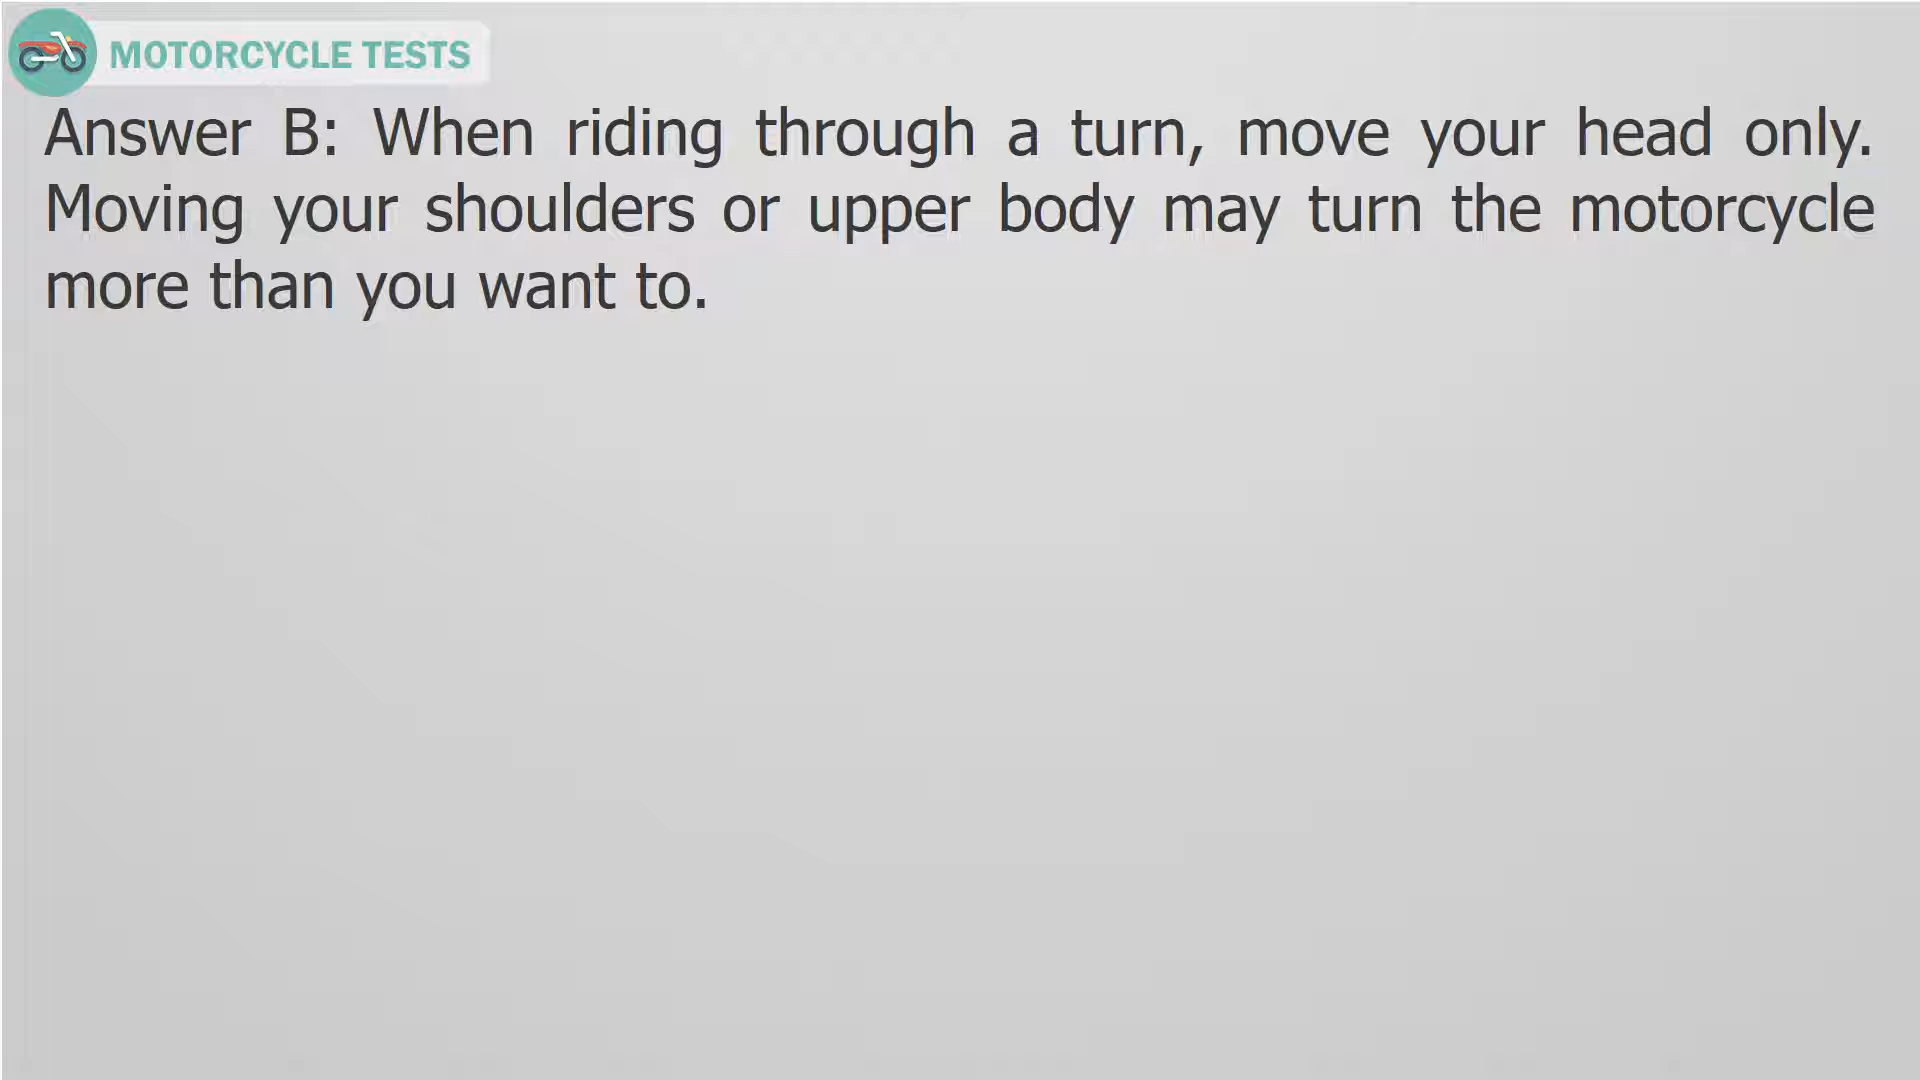 MOTORCYCLE TESTS
Answer B: When riding through a turn, move your head only.
Moving your shoulders or upper body may turn the motorcycle
more than you want to.